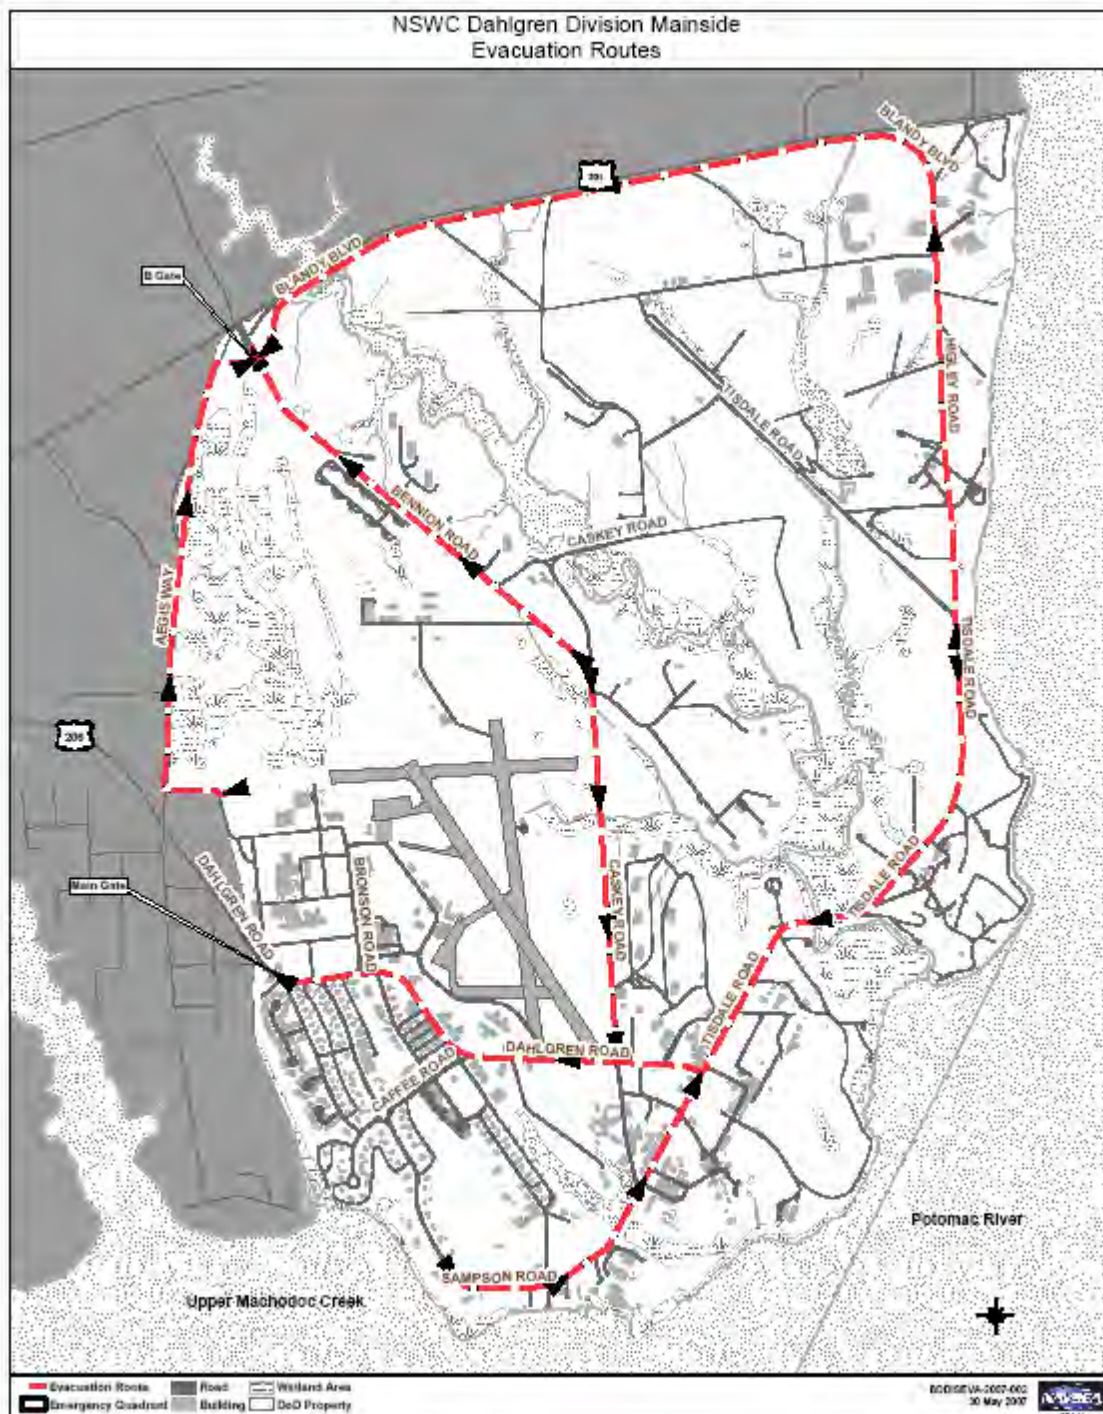 NSWC Dahlgren Division Mainside
Evacuation Routes
BLANDY BLVD
301
BLANDY BLVD
B Gate
HIGLEY ROAD
TISDALE ROAD
BENNION ROAD
CASKEY ROAD
AEGIS WAY
TISDALE ROAD
206
DAHLGREN ROAD
BRONSON ROAD
Main Gate
CASKEY ROAD
TISDALE ROAD
TISDALE ROAD
DAHLGREN ROAD
CAFFEE ROAD
SAMPSON ROAD
Potomac River
Upper Machodoc Creek
Evacuation Route
Road
Wetland Area
Emergency Quadrant
Building
DoD Property
30 May 2007
NAVSEA